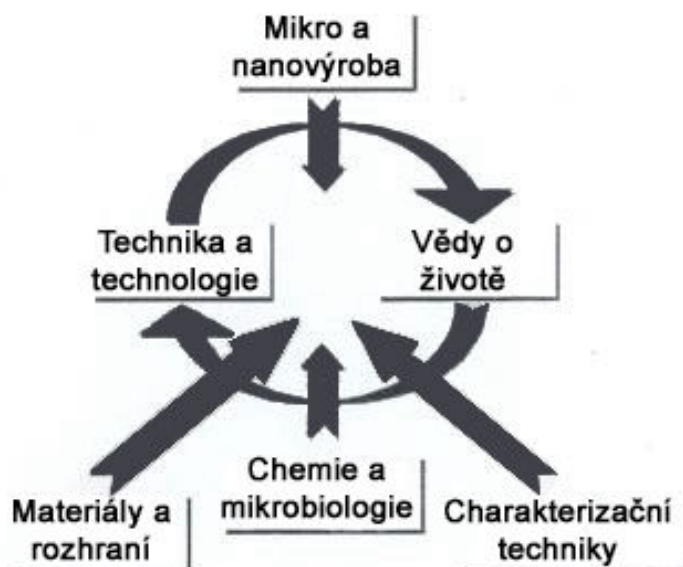 Mikro a
nanovýroba
Technika a
technologie
Vědy o
životě
Chemie a
mikrobiologie
Materiály a
rozhraní
Charakterizační
techniky